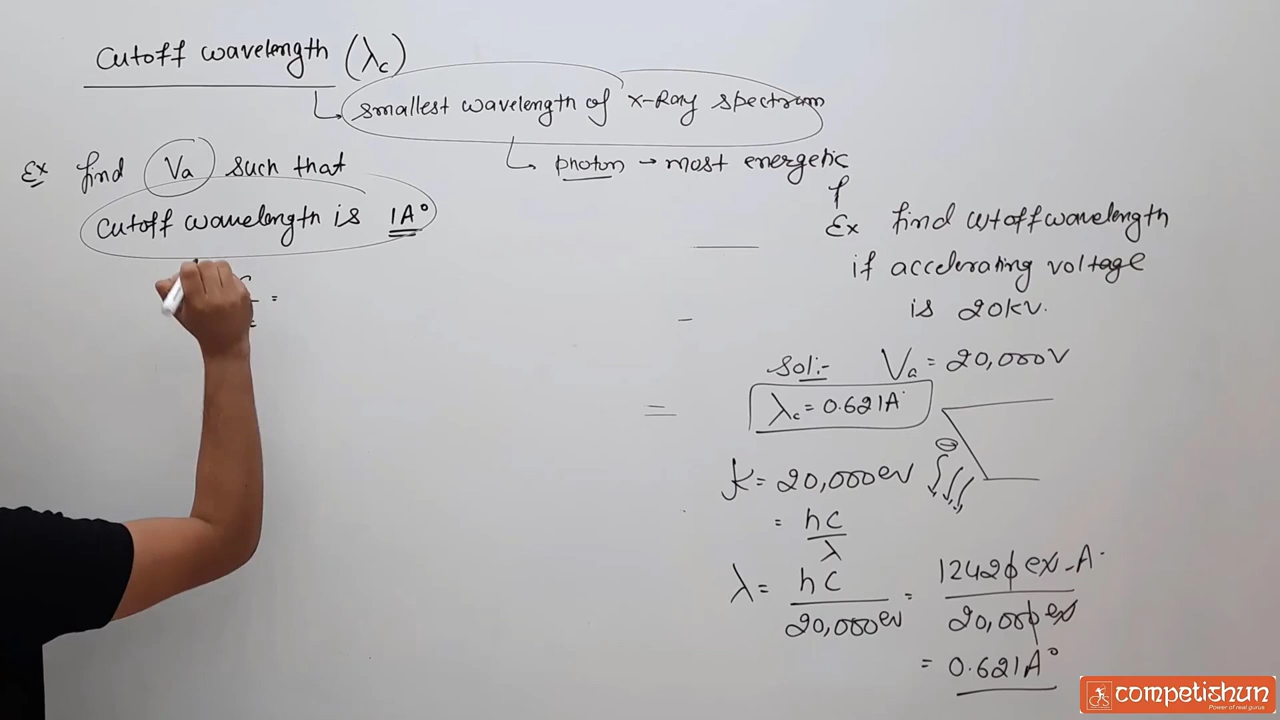 Cutoff wavelength (λc)
smallest wavelength of X-Ray spectrum
photon → most energetic
Ex find Va such that
Cutoff wavelength is 1A°
=
Ex find cutoff wavelength
if accelerating voltage
is 20kv.
Sol:- Va = 20,000V
λc = 0.621A°
K = 20,000ev
= hc/λ
λ = hc/20,000ev = 12420 ev-A°/20,000 ev
= 0.621A°
competishun
Power of real gurus